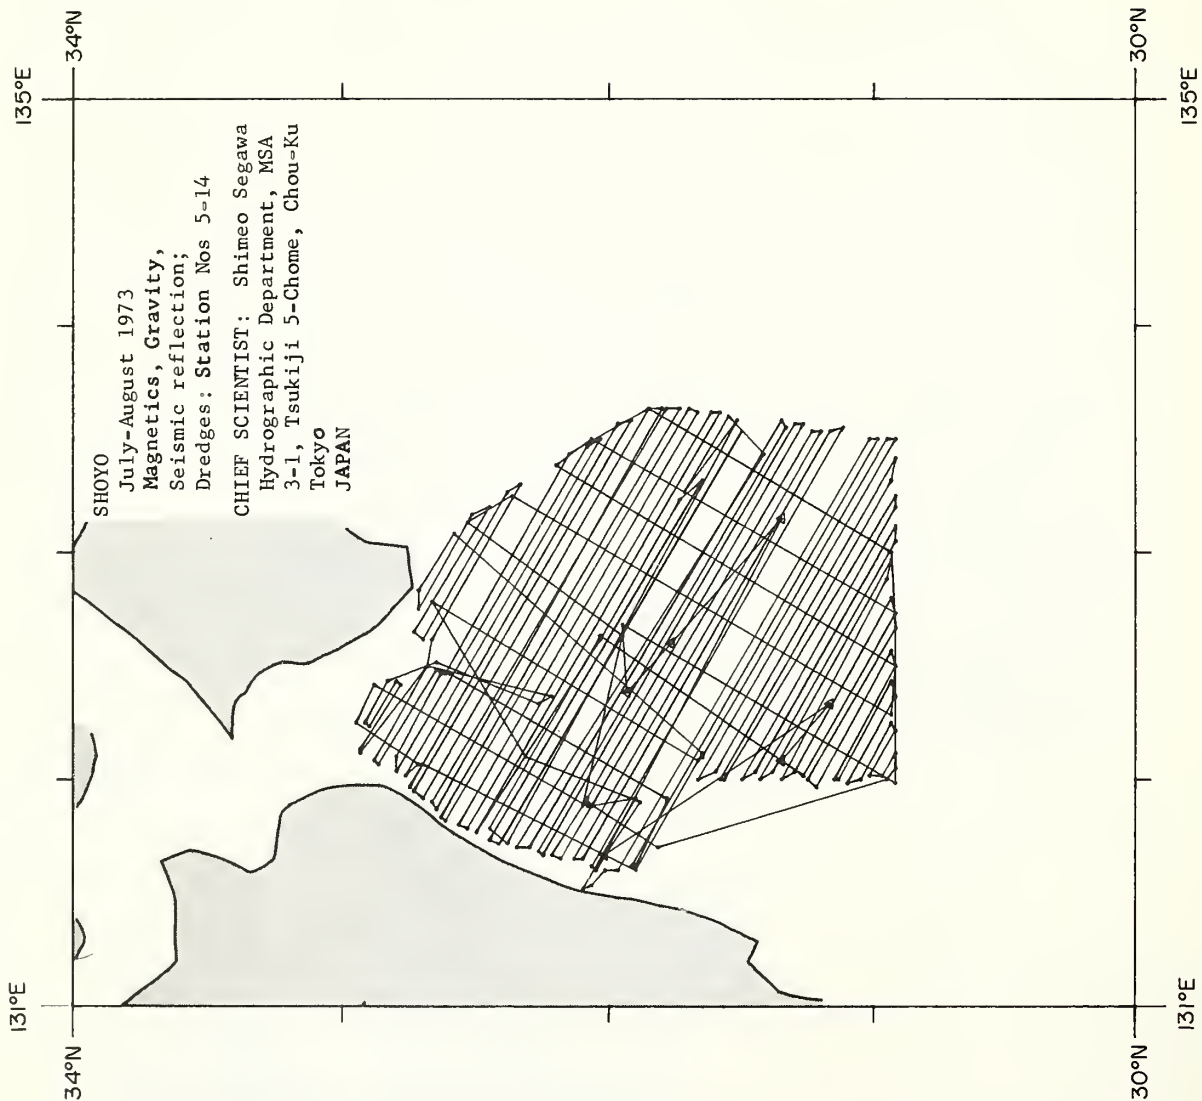 SHOYO
July-August 1973
Magnetics, Gravity,
Seismic reflection;
Dredges: Station Nos 5-14
CHIEF SCIENTIST: Shimeo Segawa
Hydrographic Department, MSA
3-1, Tsukiji 5-Chome, Chou-Ku
Tokyo
JAPAN
34°N
34°N
135°E
131°E
30°N
30°N
135°E
131°E